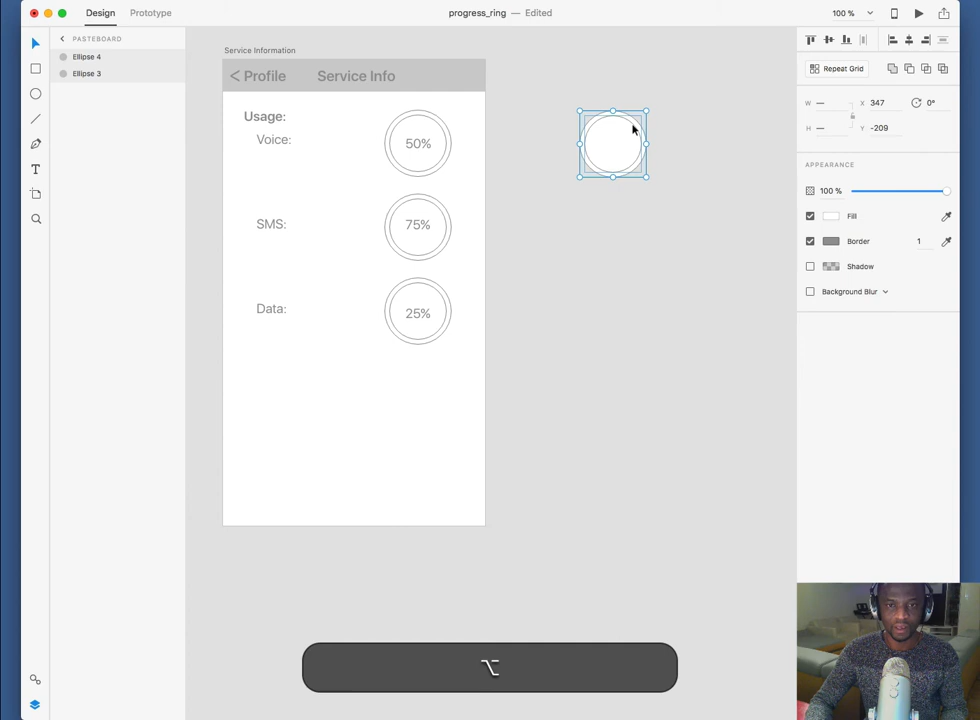 Design
Prototype
progress_ring — Edited
100 %
PASTEBOARD
Ellipse 4
Ellipse 3
Service Information
< Profile
Service Info
Usage:
Voice:
50%
SMS:
75%
Data:
25%
Repeat Grid
W —
X 347
0°
H —
Y -209
APPEARANCE
100 %
Fill
Border
1
Shadow
Background Blur
⌥